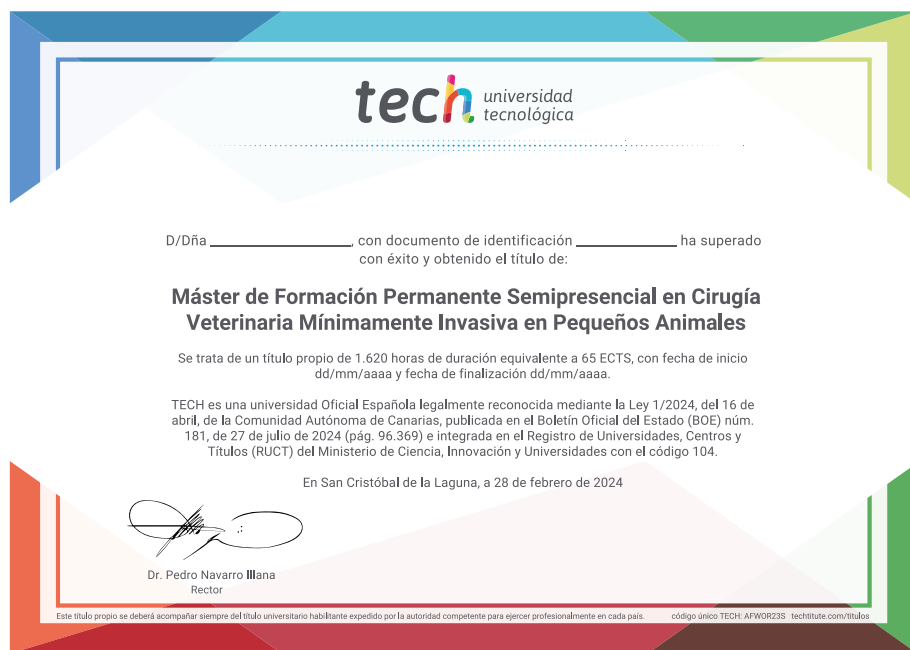 tech universidad
tecnológica
D/Dña __________________, con documento de identificación ____________ ha superado
con éxito y obtenido el título de:
Máster de Formación Permanente Semipresencial en Cirugía
Veterinaria Mínimamente Invasiva en Pequeños Animales
Se trata de un título propio de 1.620 horas de duración equivalente a 65 ECTS, con fecha de inicio
dd/mm/aaaa y fecha de finalización dd/mm/aaaa.
TECH es una universidad Oficial Española legalmente reconocida mediante la Ley 1/2024, del 16 de
abril, de la Comunidad Autónoma de Canarias, publicada en el Boletín Oficial del Estado (BOE) núm.
181, de 27 de julio de 2024 (pág. 96.369) e integrada en el Registro de Universidades, Centros y
Títulos (RUCT) del Ministerio de Ciencia, Innovación y Universidades con el código 104.
En San Cristóbal de la Laguna, a 28 de febrero de 2024
Dr. Pedro Navarro Illana
Rector
Este título propio se deberá acompañar siempre del título universitario habilitante expedido por la autoridad competente para ejercer profesionalmente en cada país. código único TECH: AFWOR23S techtitute.com/titulos